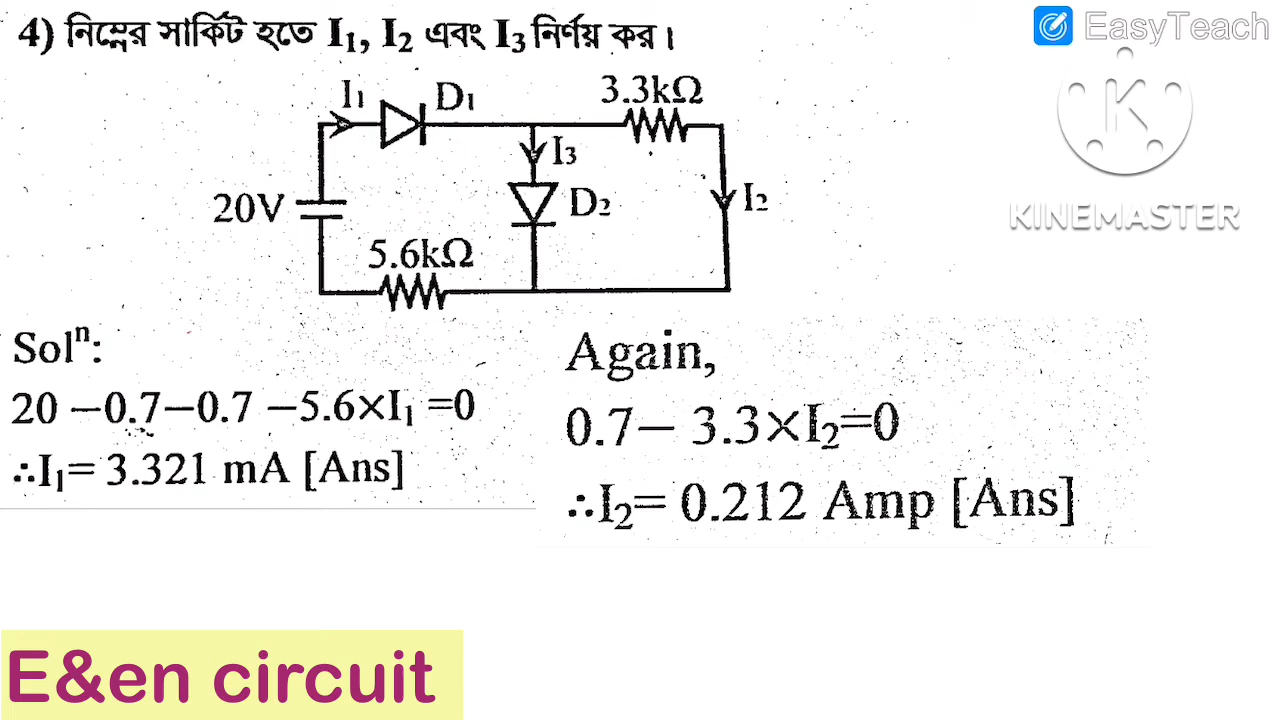 4) নিম্নের সার্কিট হতে I₁, I₂ এবং I₃ নির্ণয় কর।
EasyTeach
K
KINEMASTER
I₁
D₁
3.3kΩ
I₃
20V
D₂
I₂
5.6kΩ
Solⁿ:
20 –0.7–0.7 –5.6×I₁ =0
∴I₁= 3.321 mA [Ans]
Again,
0.7– 3.3×I₂=0
∴I₂= 0.212 Amp [Ans]
E&en circuit